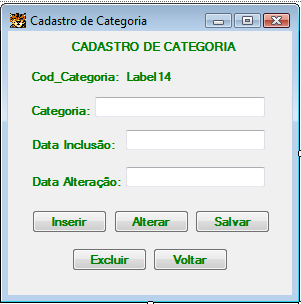 Cadastro de Categoria
CADASTRO DE CATEGORIA
Cod_Categoria: Label14
Categoria:
Data Inclusão:
Data Alteração:
Inserir Alterar Salvar
Excluir Voltar